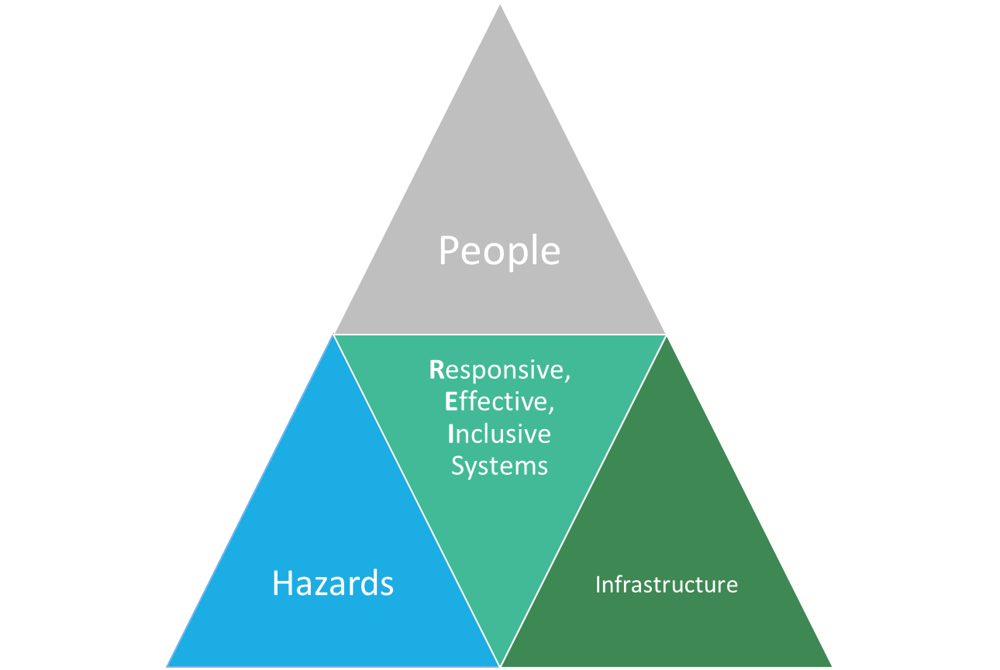 People
Responsive,
Effective,
Inclusive
Systems
Hazards
Infrastructure